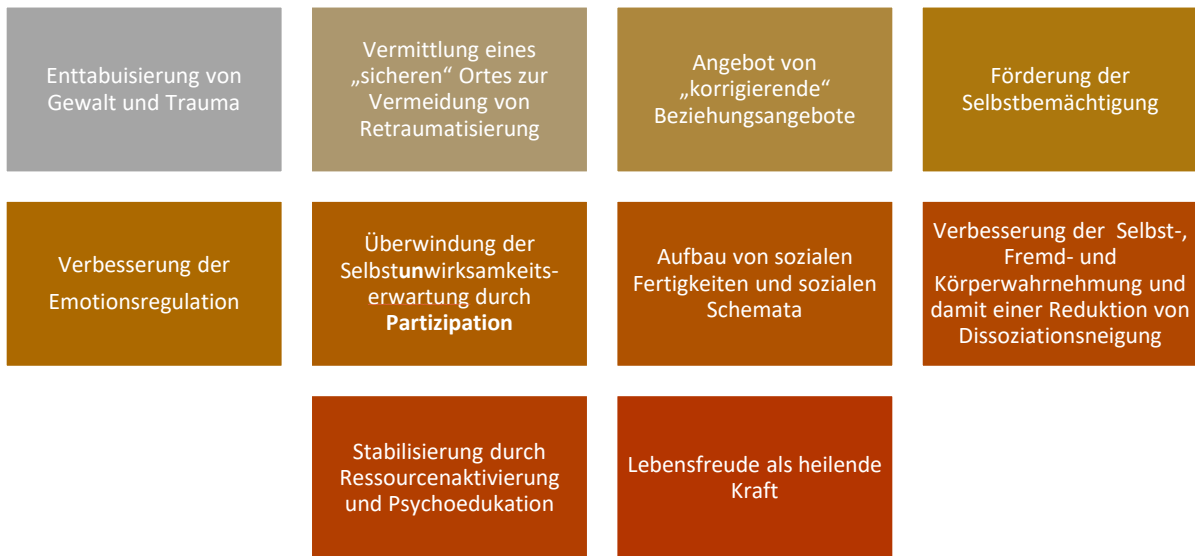 Enttabuisierung von
Gewalt und Trauma
Vermittlung eines
„sicheren“ Ortes zur
Vermeidung von
Retraumatisierung
Angebot von
„korrigierende“
Beziehungsangebote
Förderung der
Selbstbemächtigung
Verbesserung der
Emotionsregulation
Überwindung der
Selbstunwirksamkeits-
erwartung durch
Partizipation
Aufbau von sozialen
Fertigkeiten und sozialen
Schemata
Verbesserung der Selbst-,
Fremd- und
Körperwahrnehmung und
damit einer Reduktion von
Dissoziationsneigung
Stabilisierung durch
Ressourcenaktivierung
und Psychoedukation
Lebensfreude als heilende
Kraft